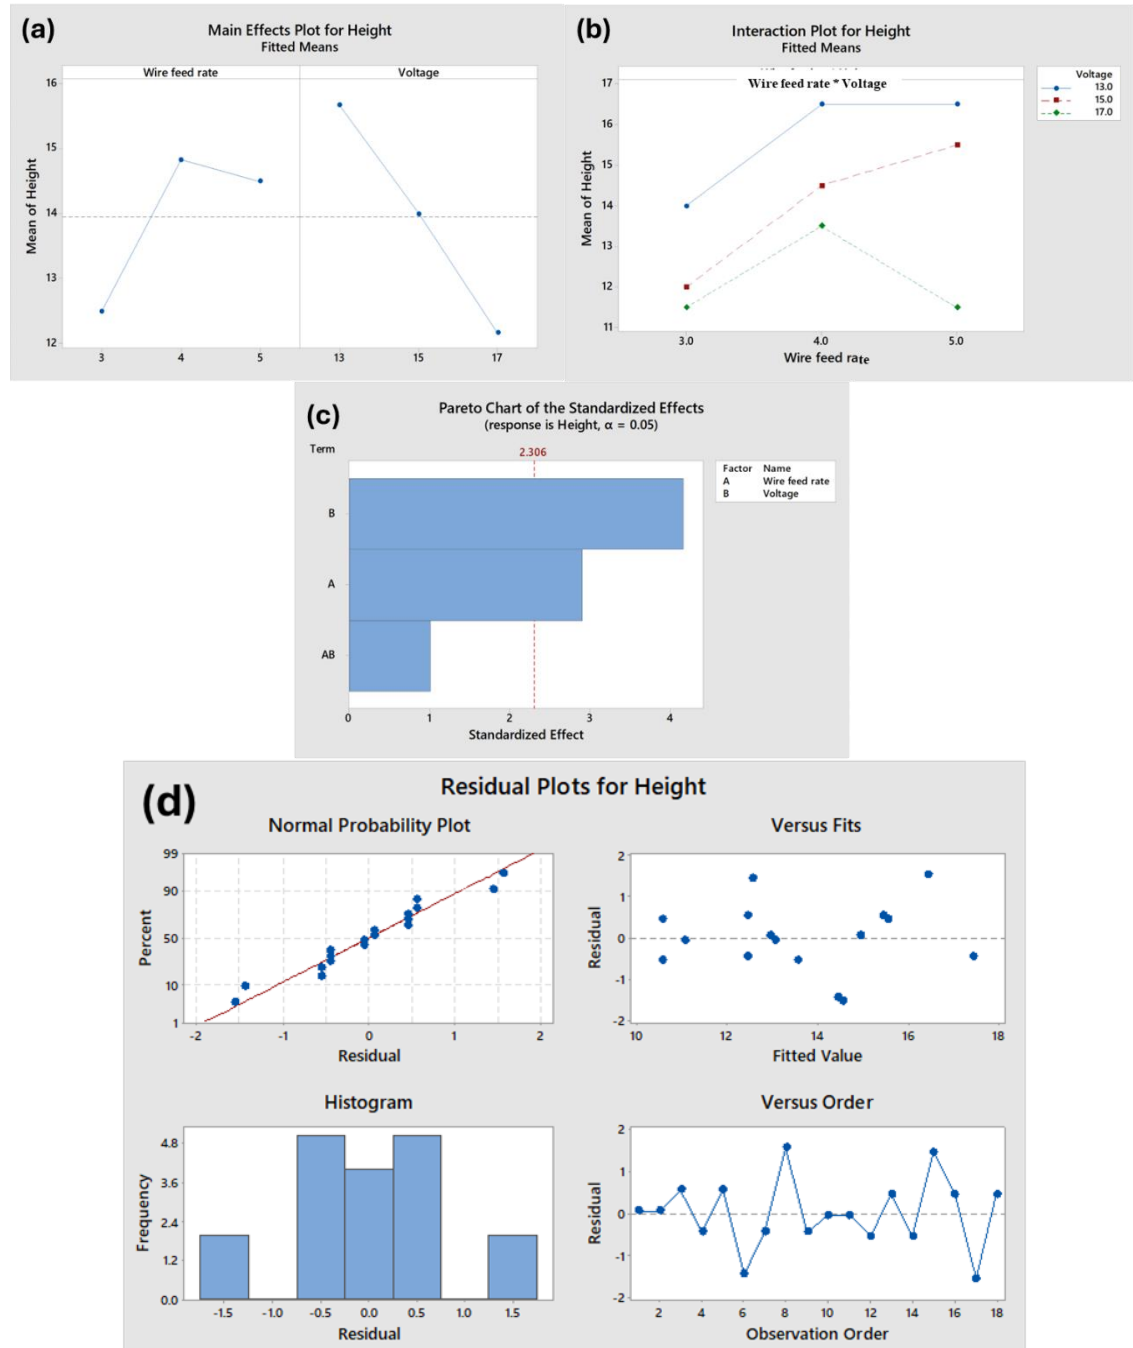 (a)
Main Effects Plot for Height
Fitted Means
Wire feed rate
Voltage
Mean of Height
16
15
14
13
12
3
4
5
13
15
17
(b)
Interaction Plot for Height
Fitted Means
Wire feed rate * Voltage
Mean of Height
17
16
15
14
13
12
11
3.0
4.0
5.0
Wire feed rate
Voltage
13.0
15.0
17.0
(c)
Pareto Chart of the Standardized Effects
(response is Height, α = 0.05)
Term
2.306
B
A
AB
0
1
2
3
4
Standardized Effect
Factor Name
A Wire feed rate
B Voltage
(d)
Residual Plots for Height
Normal Probability Plot
Percent
99
90
50
10
1
-2
-1
0
1
2
Residual
Versus Fits
Residual
2
1
0
-1
-2
10
12
14
16
18
Fitted Value
Histogram
Frequency
4.8
3.6
2.4
1.2
0.0
-1.5
-1.0
-0.5
0.0
0.5
1.0
1.5
Residual
Versus Order
Residual
2
1
0
-1
-2
2
4
6
8
10
12
14
16
18
Observation Order